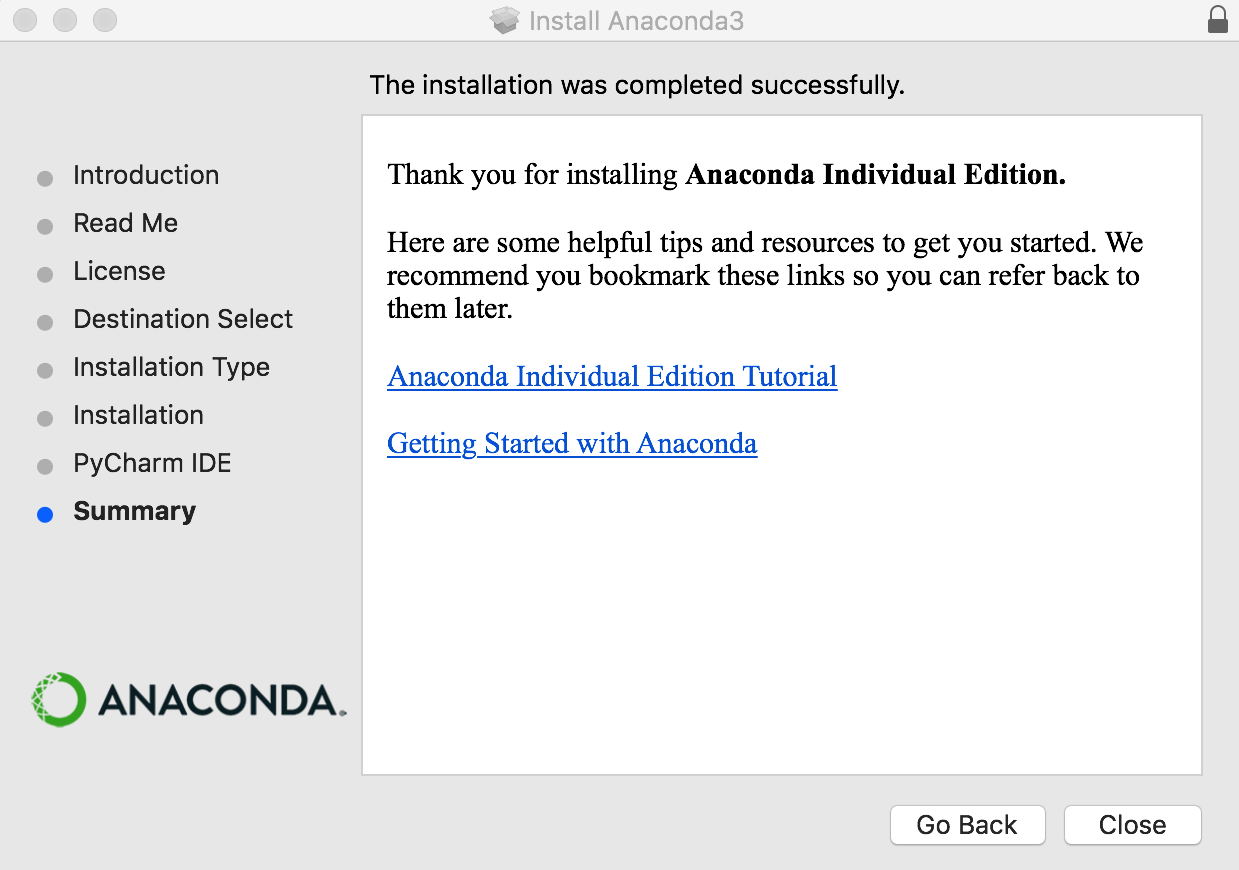 Install Anaconda3
The installation was completed successfully.
Introduction
Read Me
License
Destination Select
Installation Type
Installation
PyCharm IDE
Summary
ANANCONDA.
Thank you for installing Anaconda Individual Edition.
Here are some helpful tips and resources to get you started. We
recommend you bookmark these links so you can refer back to
them later.
Anaconda Individual Edition Tutorial
Getting Started with Anaconda
Go Back
Close